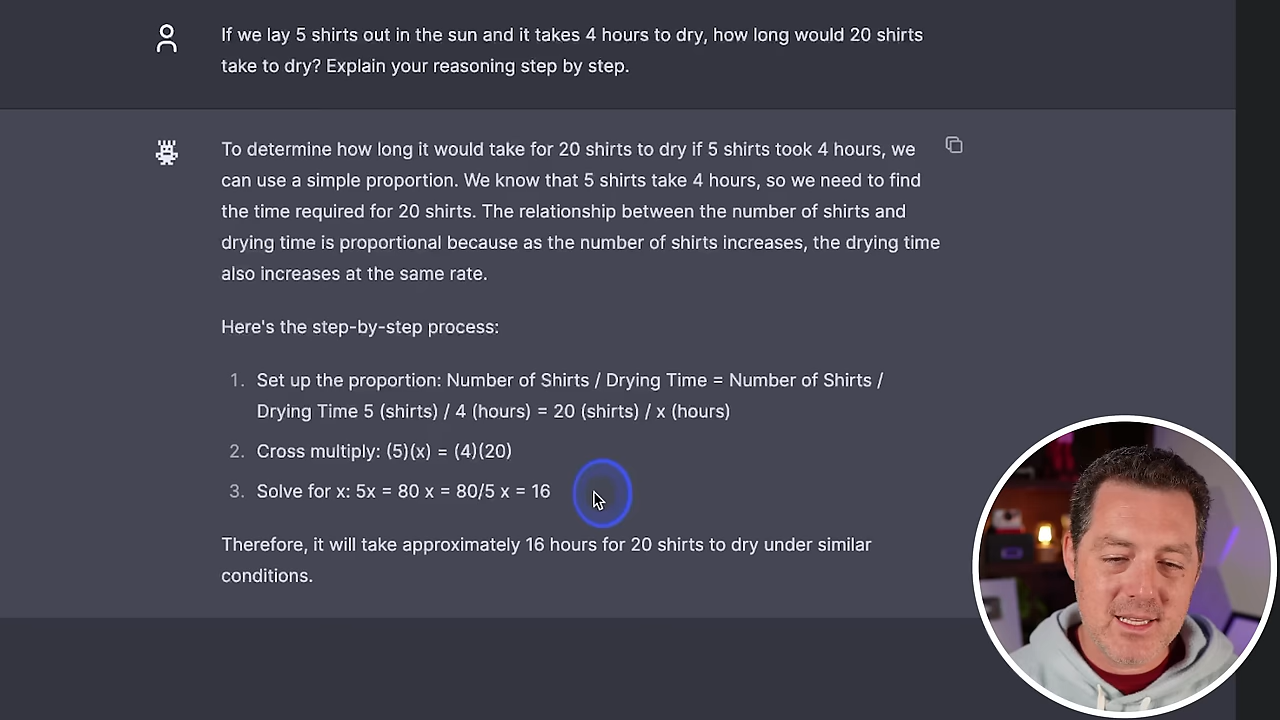 If we lay 5 shirts out in the sun and it takes 4 hours to dry, how long would 20 shirts
take to dry? Explain your reasoning step by step.
To determine how long it would take for 20 shirts to dry if 5 shirts took 4 hours, we
can use a simple proportion. We know that 5 shirts take 4 hours, so we need to find
the time required for 20 shirts. The relationship between the number of shirts and
drying time is proportional because as the number of shirts increases, the drying time
also increases at the same rate.
Here's the step-by-step process:
1. Set up the proportion: Number of Shirts / Drying Time = Number of Shirts /
Drying Time 5 (shirts) / 4 (hours) = 20 (shirts) / x (hours)
2. Cross multiply: (5)(x) = (4)(20)
3. Solve for x: 5x = 80 x = 80/5 x = 16
Therefore, it will take approximately 16 hours for 20 shirts to dry under similar
conditions.